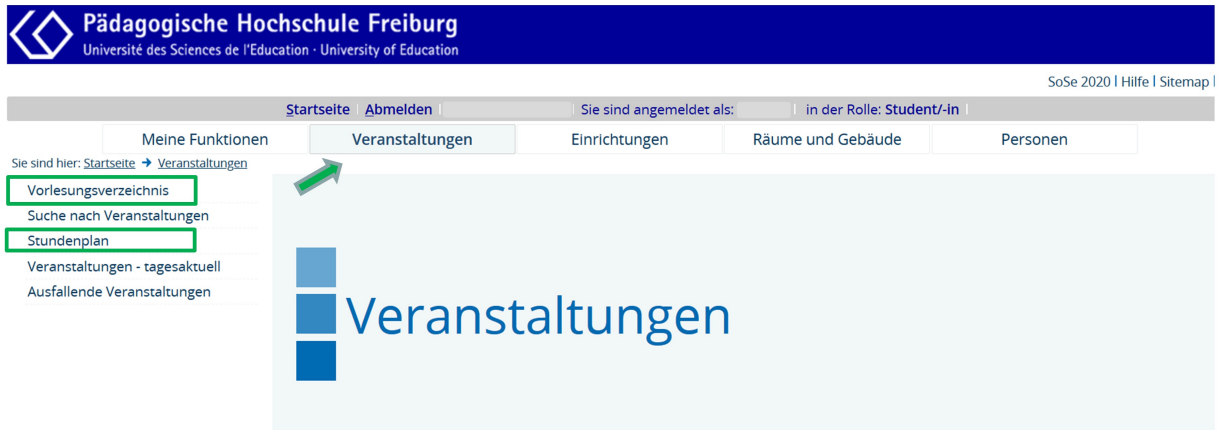 Pädagogische Hochschule Freiburg
Université des Sciences de l'Education · University of Education
SoSe 2020 | Hilfe | Sitemap |
Startseite | Abmelden | | Sie sind angemeldet als: | in der Rolle: Student/-in |
Meine Funktionen Veranstaltungen Einrichtungen Räume und Gebäude Personen
Sie sind hier: Startseite → Veranstaltungen
Vorlesungsverzeichnis
Suche nach Veranstaltungen
Stundenplan
Veranstaltungen - tagesaktuell
Ausfallende Veranstaltungen
Veranstaltungen